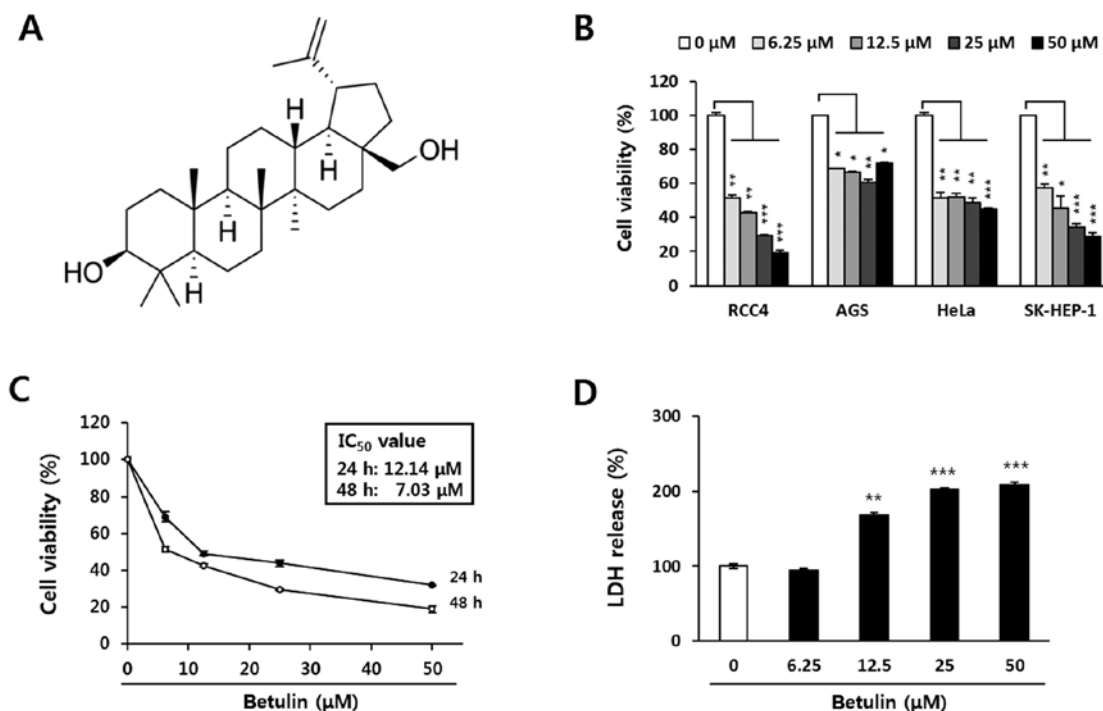 A
H
H
H
H
OH
HO
B
0 μM 6.25 μM 12.5 μM 25 μM 50 μM
Cell viability (%)
120
100
80
60
40
20
0
** ** *** ***
* * ** *
** ** ** ***
** * *** ***
RCC4 AGS HeLa SK-HEP-1
C
Cell viability (%)
120
100
80
60
40
20
0
IC50 value
24 h: 12.14 μM
48 h: 7.03 μM
24 h
48 h
0 10 20 30 40 50
Betulin (μM)
D
LDH release (%)
300
200
100
0
** *** ***
0 6.25 12.5 25 50
Betulin (μM)